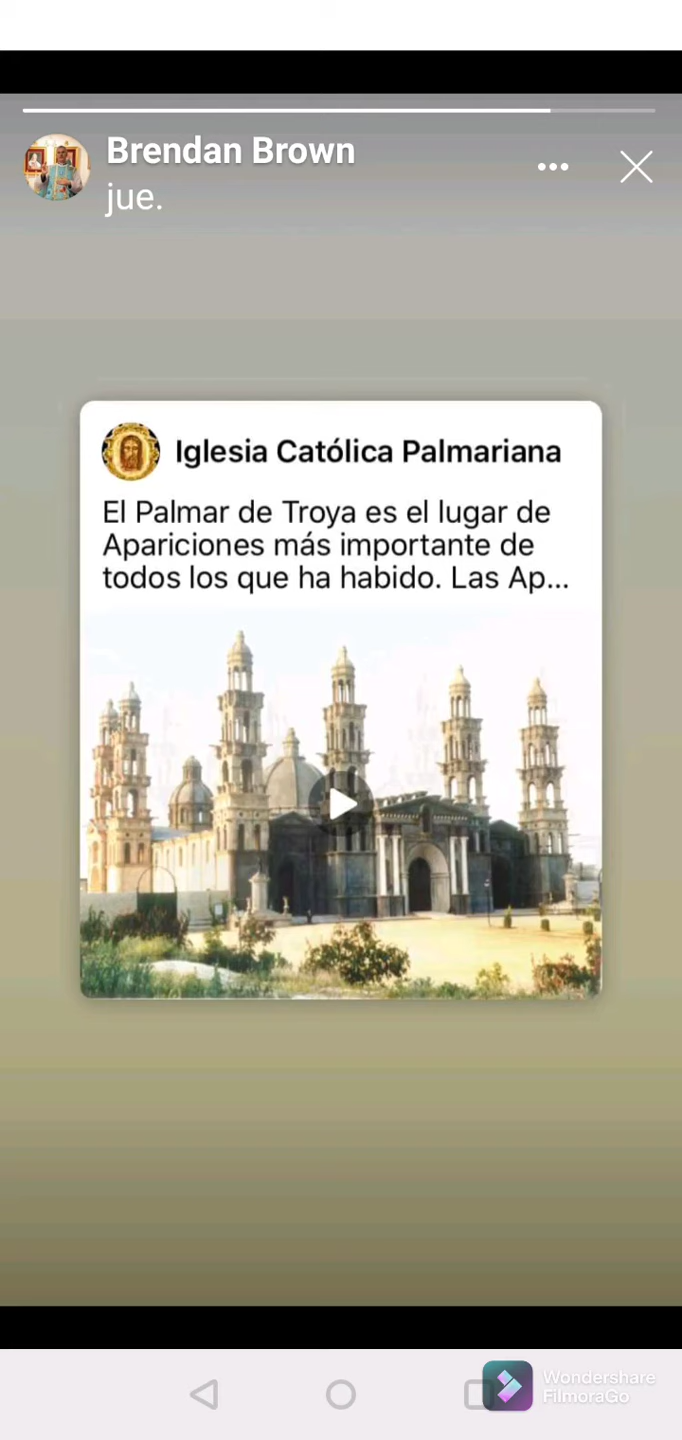 Brendan Brown
jue.
Iglesia Católica Palmariana
El Palmar de Troya es el lugar de
Apariciones más importante de
todos los que ha habido. Las Ap...
Wondershare
FilmoraGo